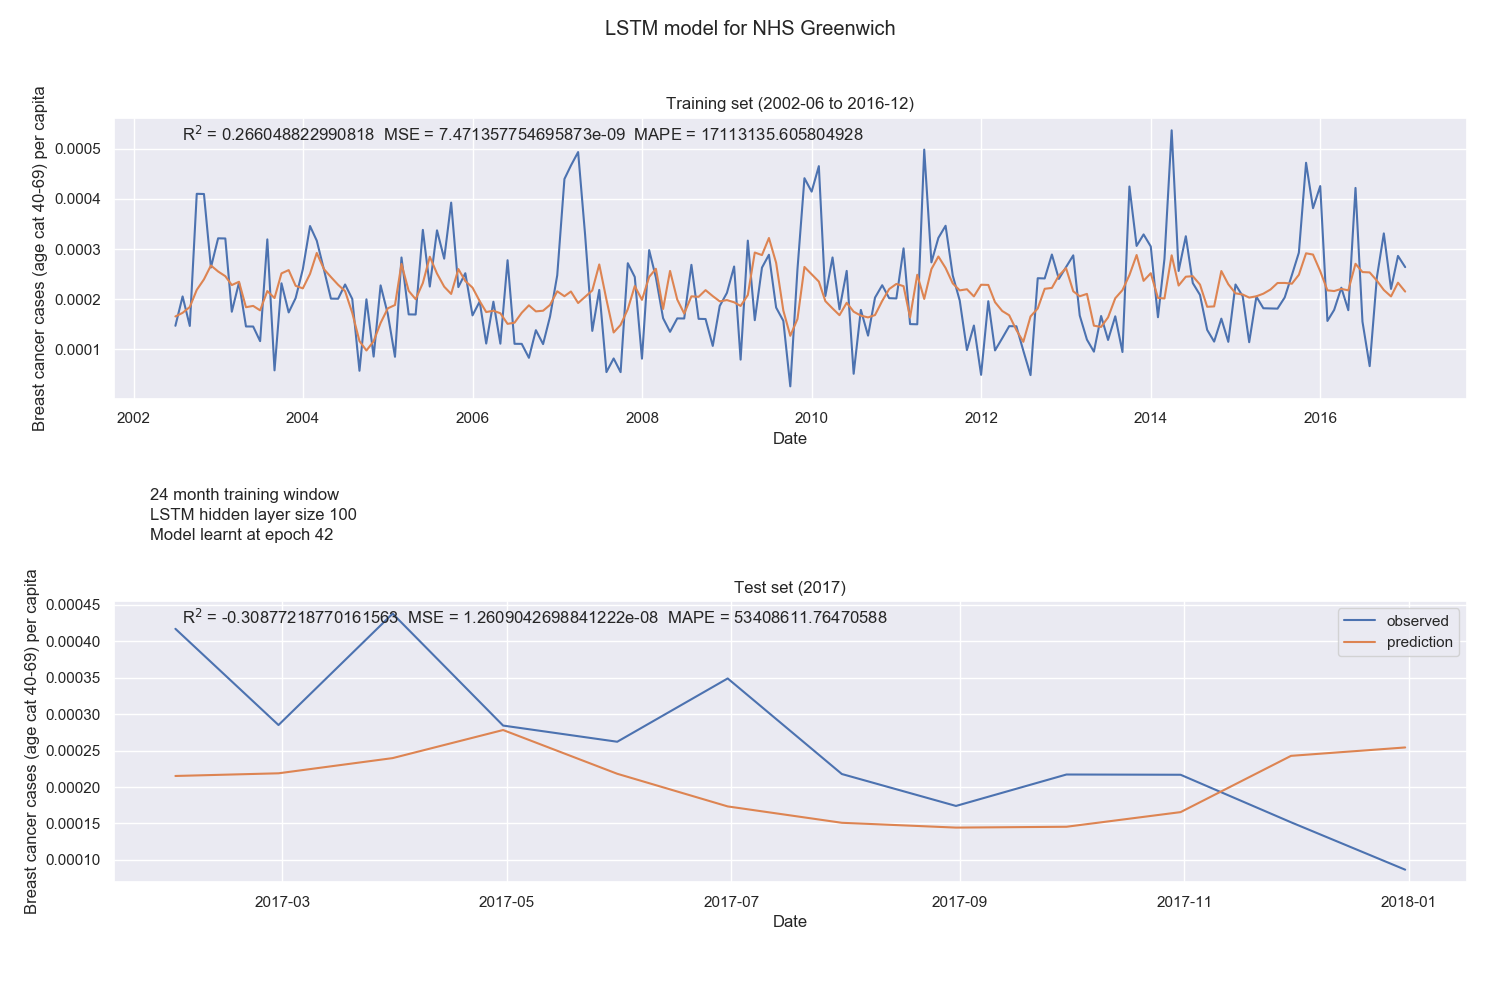 LSTM model for NHS Greenwich
Training set (2002-06 to 2016-12)
R² = 0.266048822990818 MSE = 7.471357754695873e-09 MAPE = 17113135.605804928
Breast cancer cases (age cat 40-69) per capita
0.0005
0.0004
0.0003
0.0002
0.0001
2002 2004 2006 2008 2010 2012 2014 2016
Date
24 month training window
LSTM hidden layer size 100
Model learnt at epoch 42
Test set (2017)
R² = -0.30877218770161563 MSE = 1.2609042698841222e-08 MAPE = 53408611.76470588
observed
prediction
Breast cancer cases (age cat 40-69) per capita
0.00045
0.00040
0.00035
0.00030
0.00025
0.00020
0.00015
0.00010
2017-03 2017-05 2017-07 2017-09 2017-11 2018-01
Date